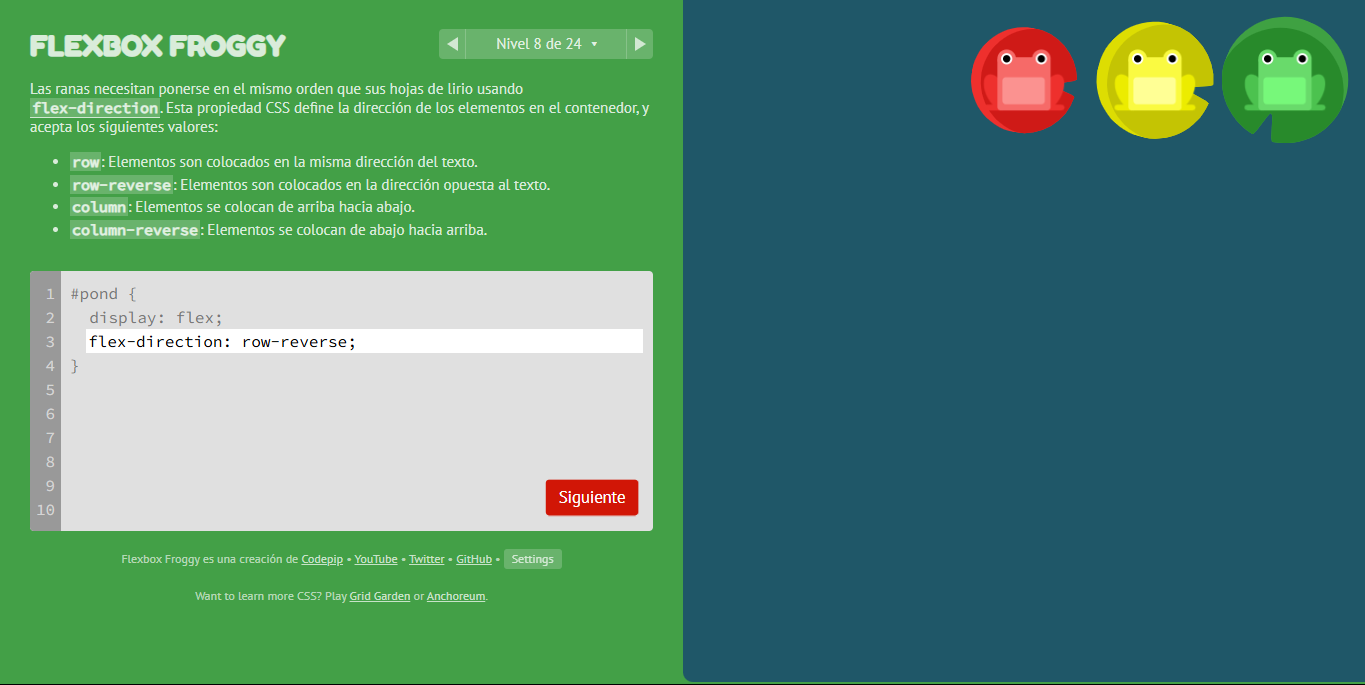 FLEXBOX FROGGY
◀ Nivel 8 de 24 ▾ ▶
Las ranas necesitan ponerse en el mismo orden que sus hojas de lirio usando
flex-direction. Esta propiedad CSS define la dirección de los elementos en el contenedor, y
acepta los siguientes valores:
• row: Elementos son colocados en la misma dirección del texto.
• row-reverse: Elementos son colocados en la dirección opuesta al texto.
• column: Elementos se colocan de arriba hacia abajo.
• column-reverse: Elementos se colocan de abajo hacia arriba.
1 #pond {
2 display: flex;
3 flex-direction: row-reverse;
4 }
5
6
7
8
9
10
Siguiente
Flexbox Froggy es una creación de Codepip • YouTube • Twitter • GitHub • Settings
Want to learn more CSS? Play Grid Garden or Anchoreum.